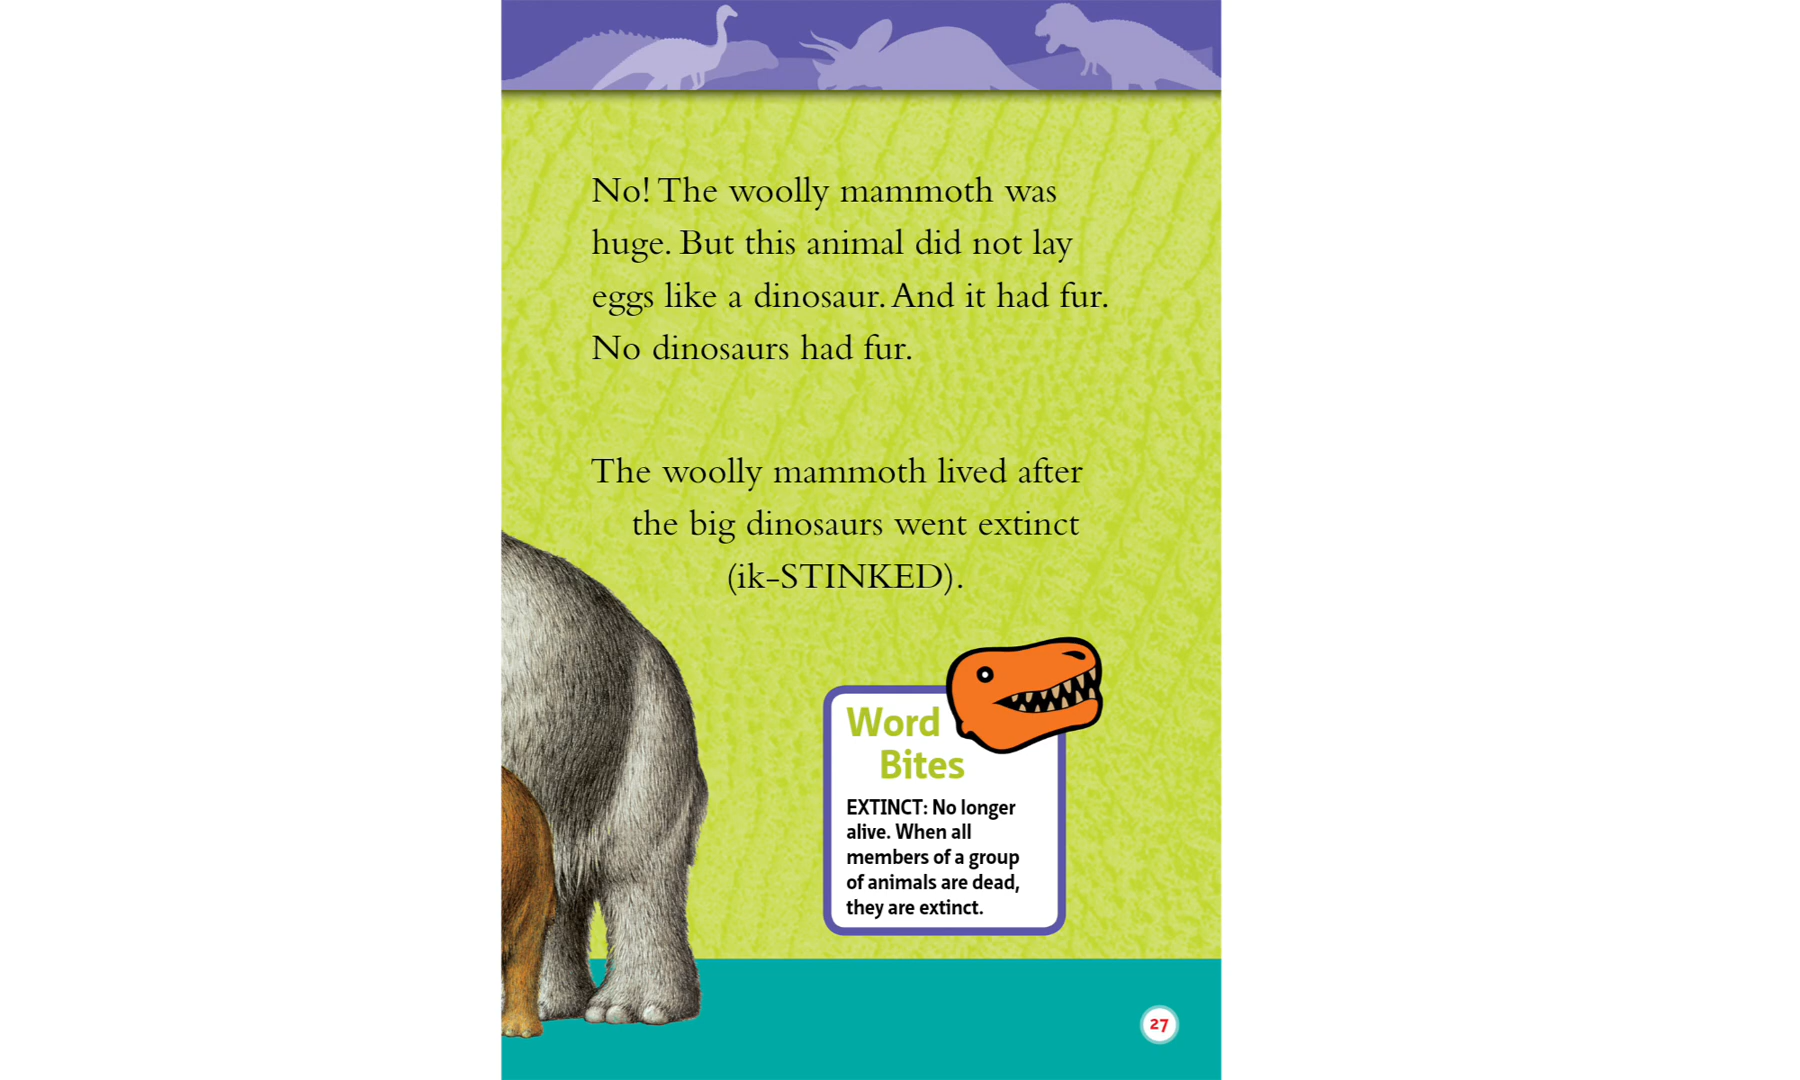 No! The woolly mammoth was
huge. But this animal did not lay
eggs like a dinosaur. And it had fur.
No dinosaurs had fur.
The woolly mammoth lived after
the big dinosaurs went extinct
(ik-STINKED).
Word
Bites
EXTINCT: No longer
alive. When all
members of a group
of animals are dead,
they are extinct.
27